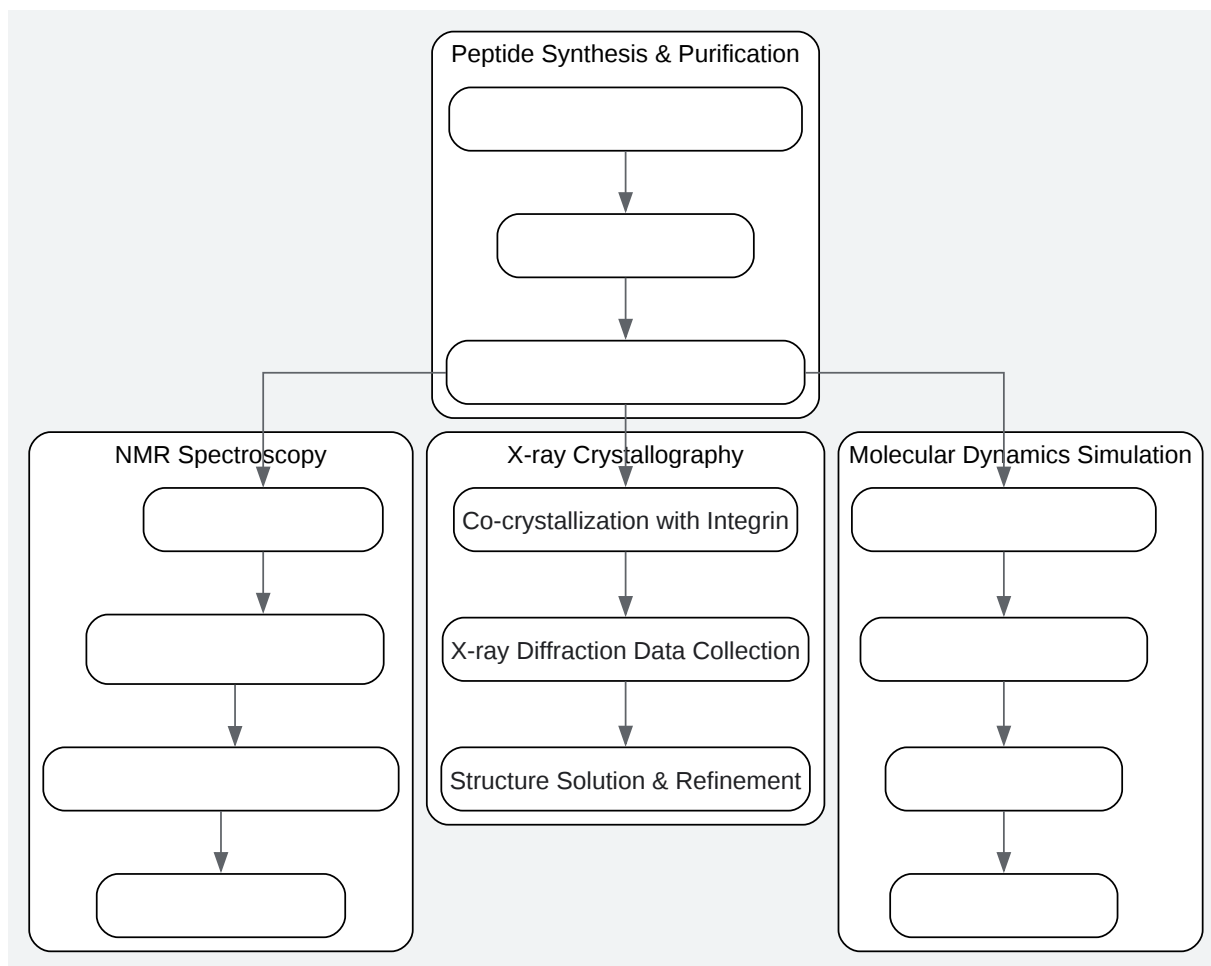 Peptide Synthesis & Purification
NMR Spectroscopy
X-ray Crystallography
Molecular Dynamics Simulation
Co-crystallization with Integrin
X-ray Diffraction Data Collection
Structure Solution & Refinement